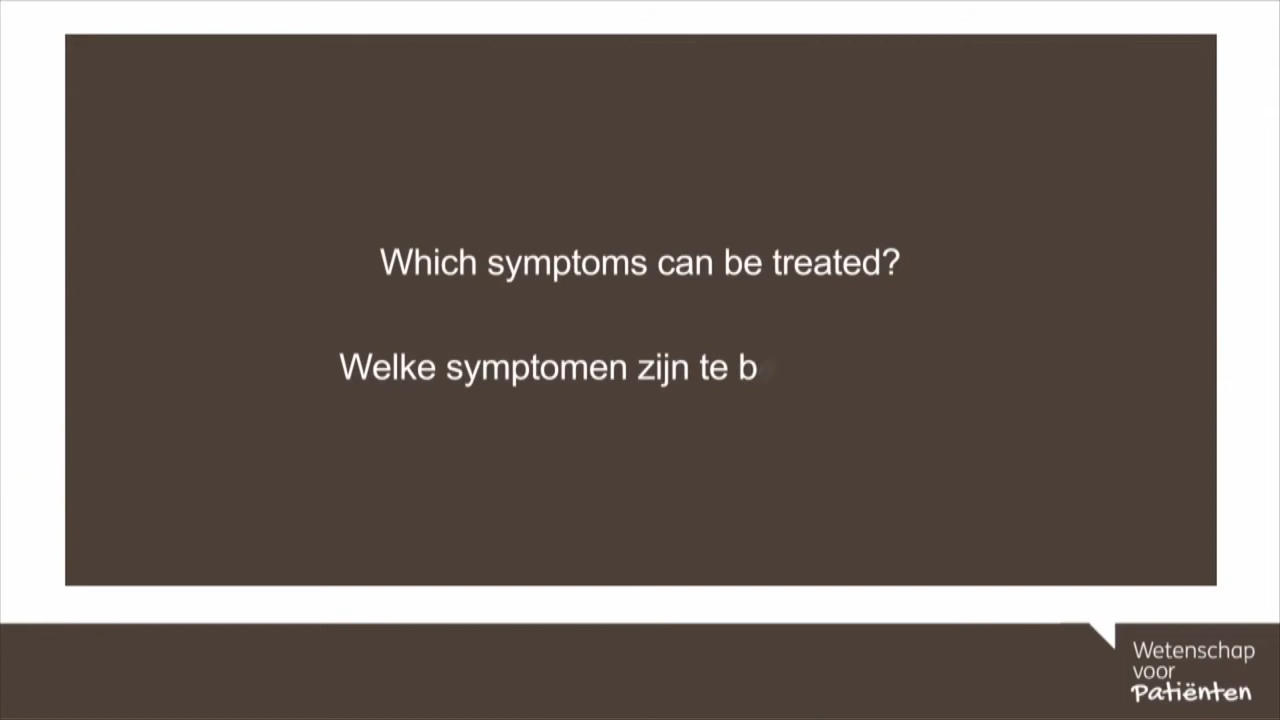 Which symptoms can be treated?
Welke symptomen zijn te b
Wetenschap
voor
Patiënten